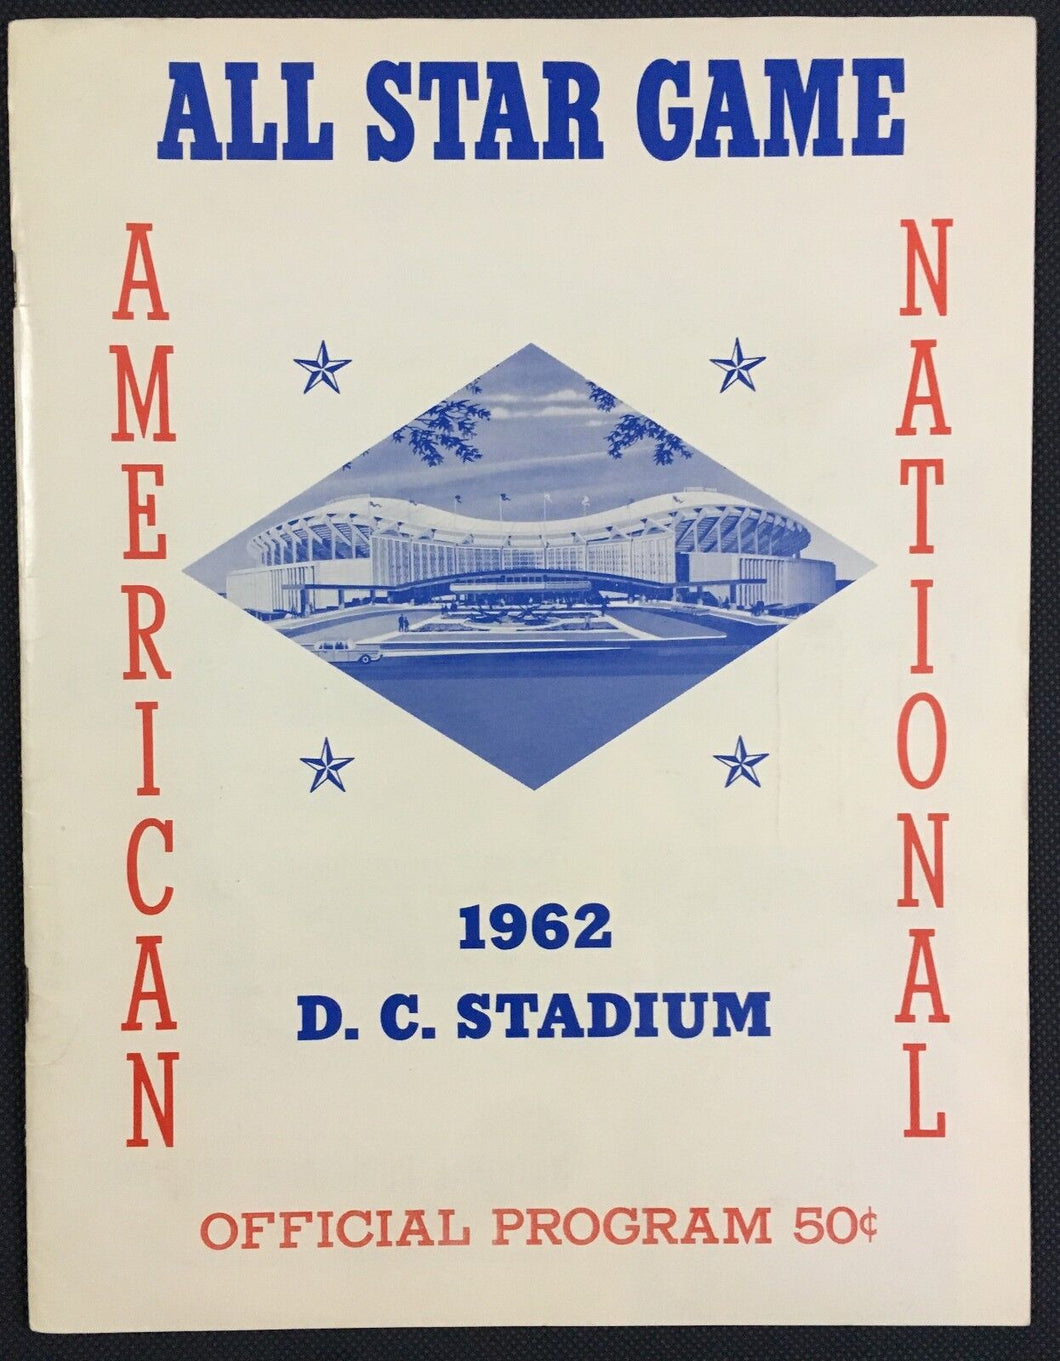 ALL STAR GAME
AMERICAN
NATIONAL
1962
D. C. STADIUM
OFFICIAL PROGRAM 50¢